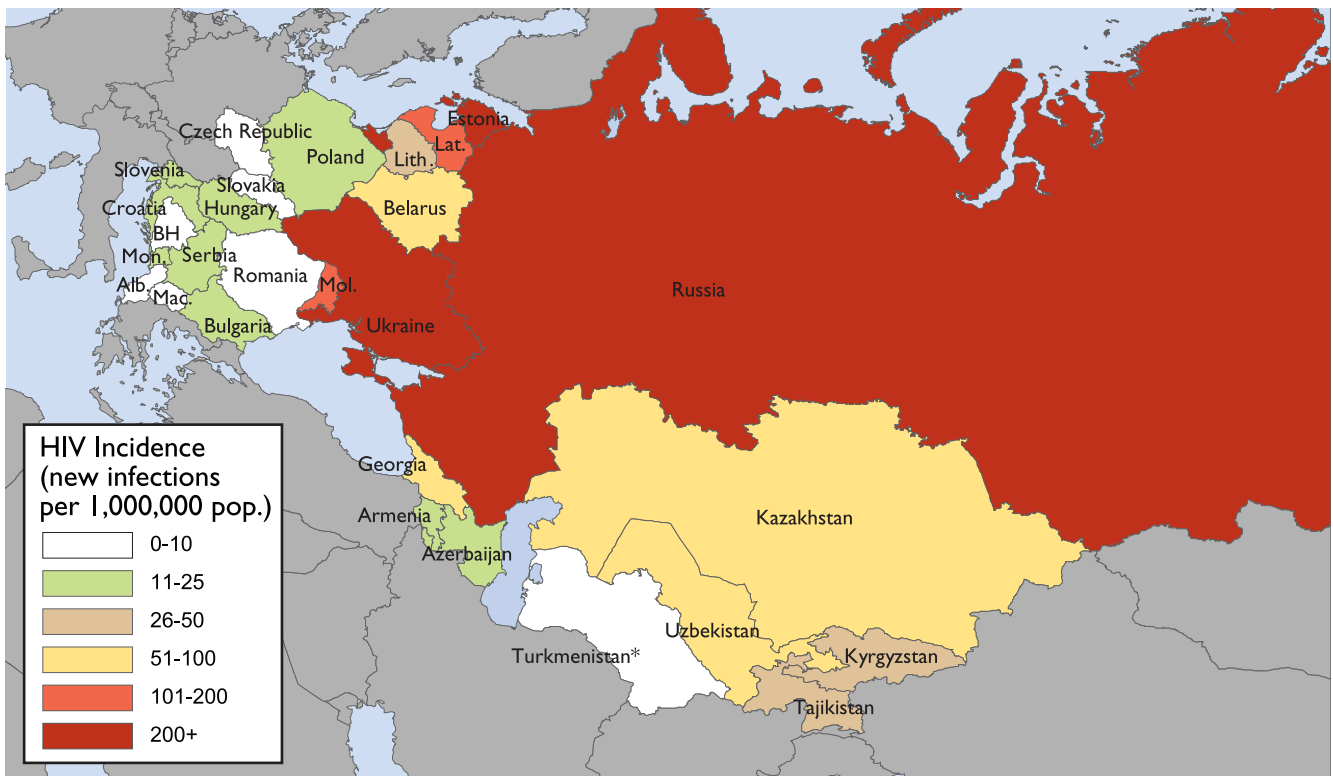 Czech Republic
Estonia
Lat.
Poland
Lith.
Slovenia
Slovakia
Croatia
Hungary
Belarus
BH
Mon.
Serbia
Romania
Alb.
Mol.
Mac.
Russia
Bulgaria
Ukraine
HIV Incidence
(new infections
per 1,000,000 pop.)
0-10
11-25
26-50
51-100
101-200
200+
Georgia
Armenia
Kazakhstan
Azerbaijan
Uzbekistan
Turkmenistan*
Kyrgyzstan
Tajikistan